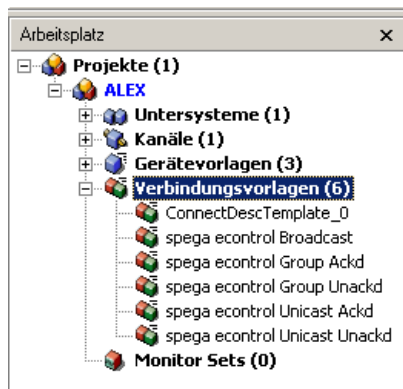 Arbeitsplatz
Projekte (1)
ALEX
Untersysteme (1)
Kanäle (1)
Gerätevorlagen (3)
Verbindungsvorlagen (6)
ConnectDescTemplate_0
spega econtrol Broadcast
spega econtrol Group Ackd
spega econtrol Group Unackd
spega econtrol Unicast Ackd
spega econtrol Unicast Unackd
Monitor Sets (0)